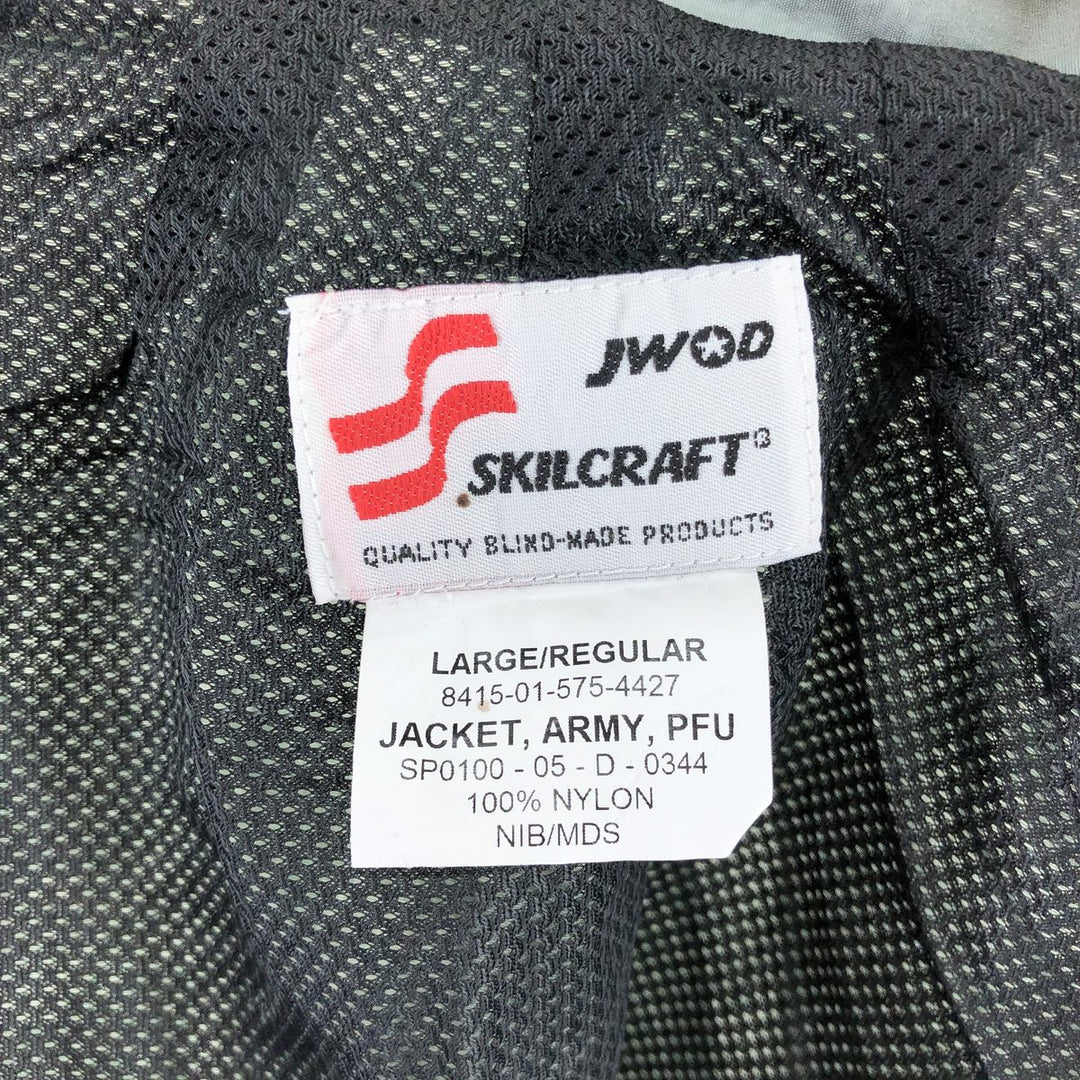 JWOD
SKILCRAFT®
QUALITY BLIND-MADE PRODUCTS
LARGE/REGULAR
8415-01-575-4427
JACKET, ARMY, PFU
SP0100 - 05 - D - 0344
100% NYLON
NIB/MDS